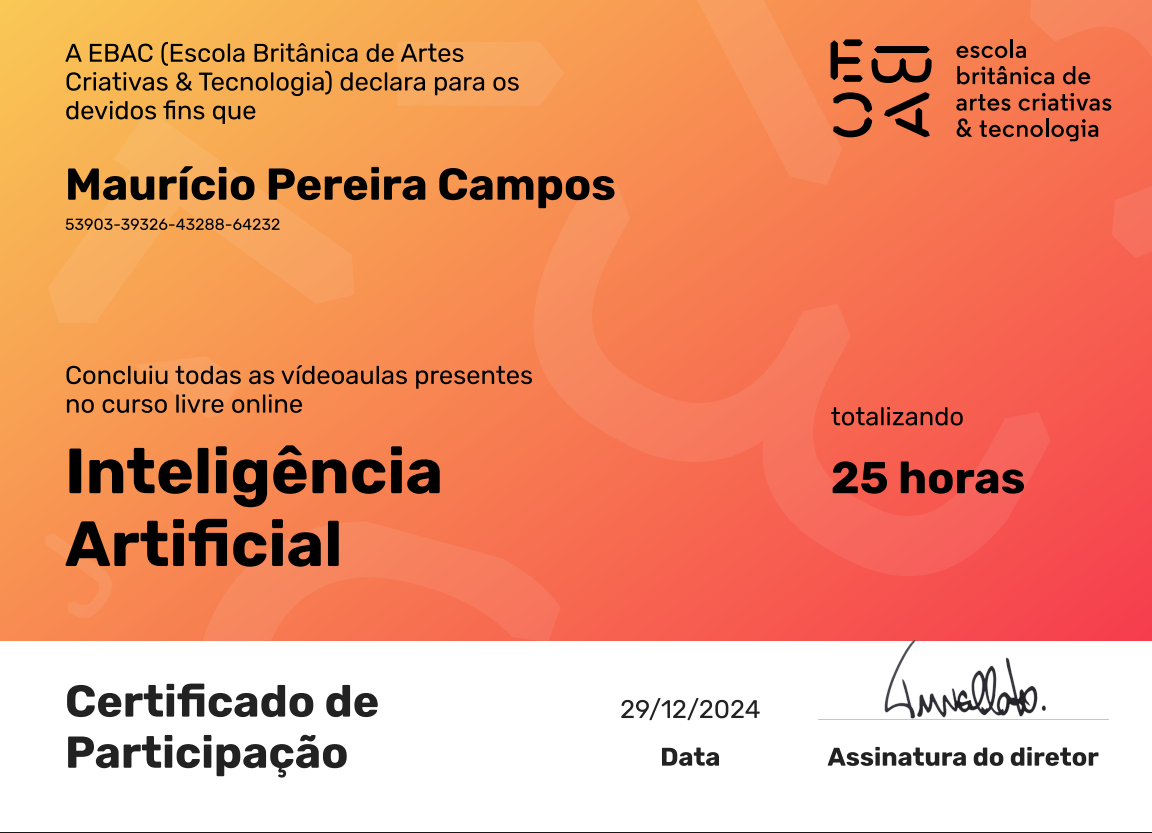 A EBAC (Escola Britânica de Artes
Criativas & Tecnologia) declara para os
devidos fins que
escola
britânica de
artes criativas
& tecnologia
Maurício Pereira Campos
53903-39326-43288-64232
Concluiu todas as vídeoaulas presentes
no curso livre online
Inteligência
Artificial
totalizando
25 horas
Certificado de
Participação
29/12/2024
Data
Assinatura do diretor